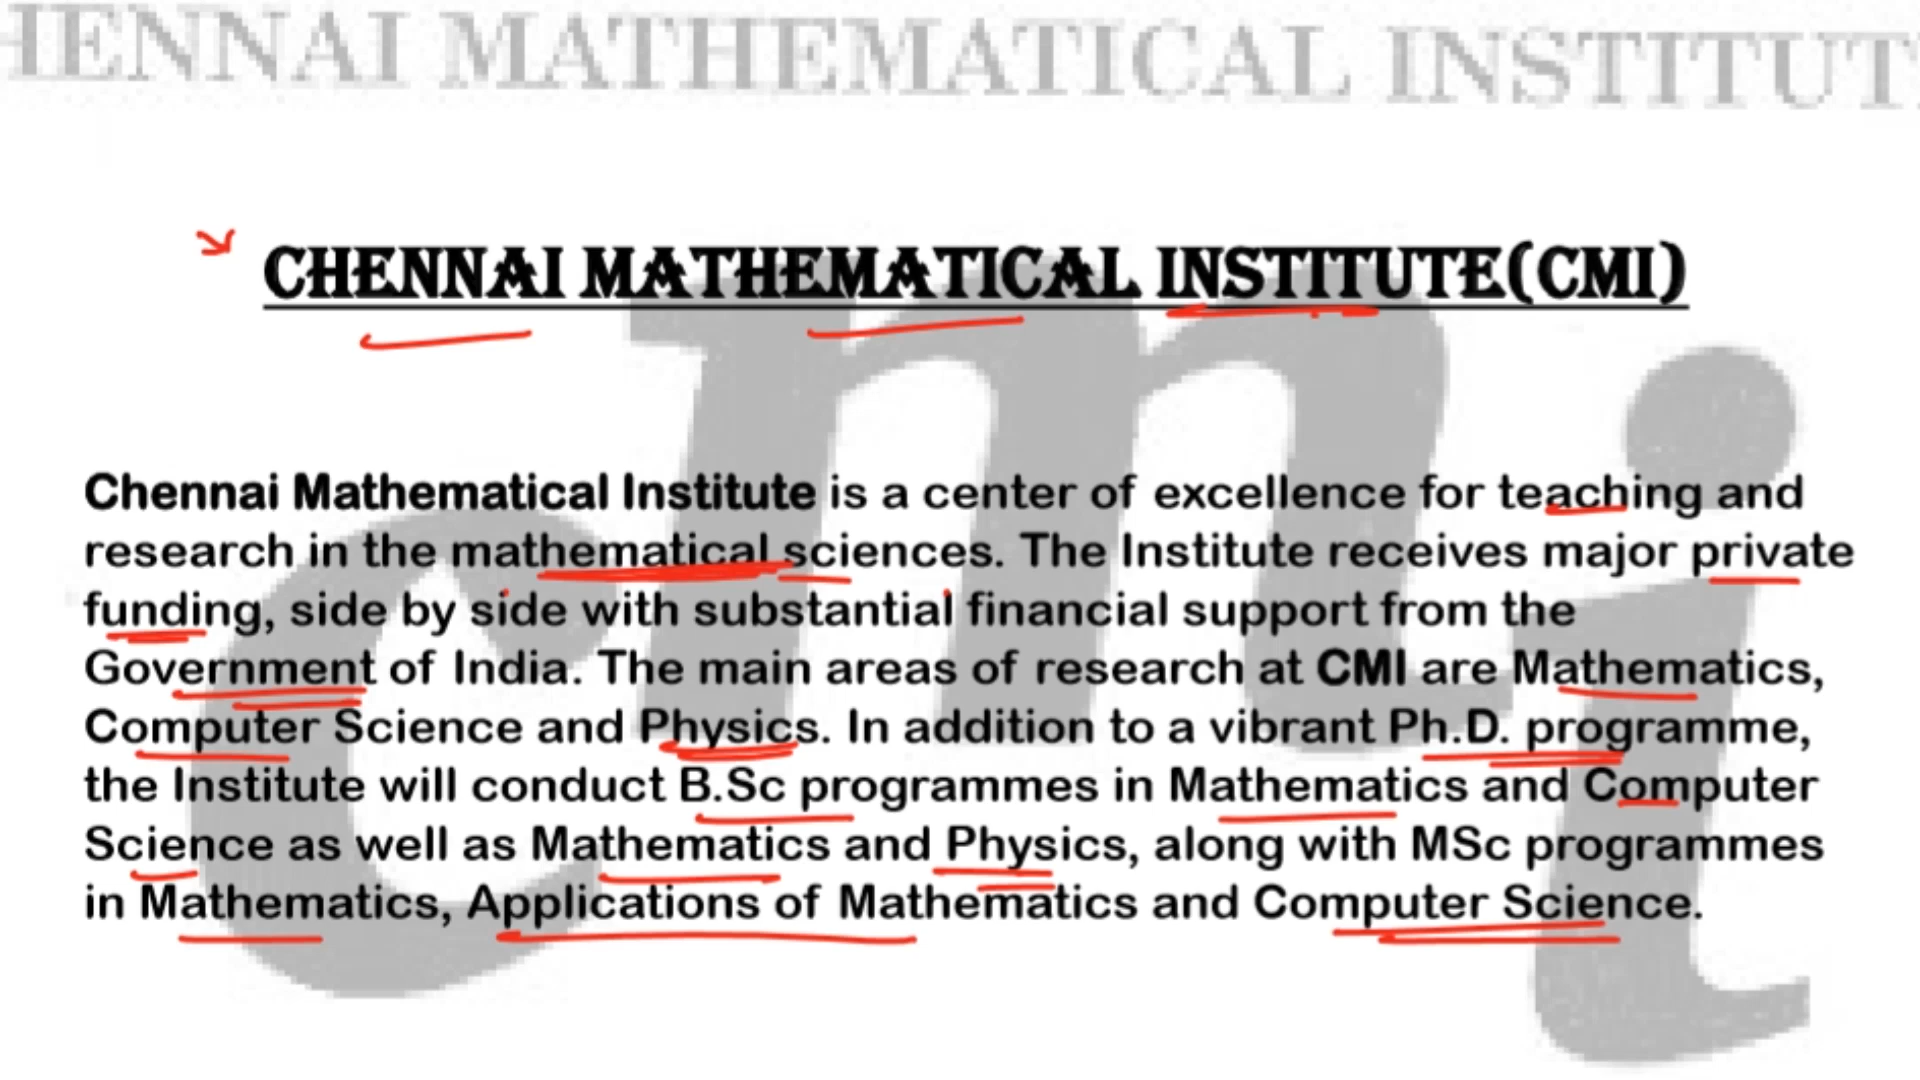 HENNAI MATHEMATICAL INSTITUT
CHENNAI MATHEMATICAL INSTITUTE(CMI)
cmi
Chennai Mathematical Institute is a center of excellence for teaching and
research in the mathematical sciences. The Institute receives major private
funding, side by side with substantial financial support from the
Government of India. The main areas of research at CMI are Mathematics,
Computer Science and Physics. In addition to a vibrant Ph.D. programme,
the Institute will conduct B.Sc programmes in Mathematics and Computer
Science as well as Mathematics and Physics, along with MSc programmes
in Mathematics, Applications of Mathematics and Computer Science.